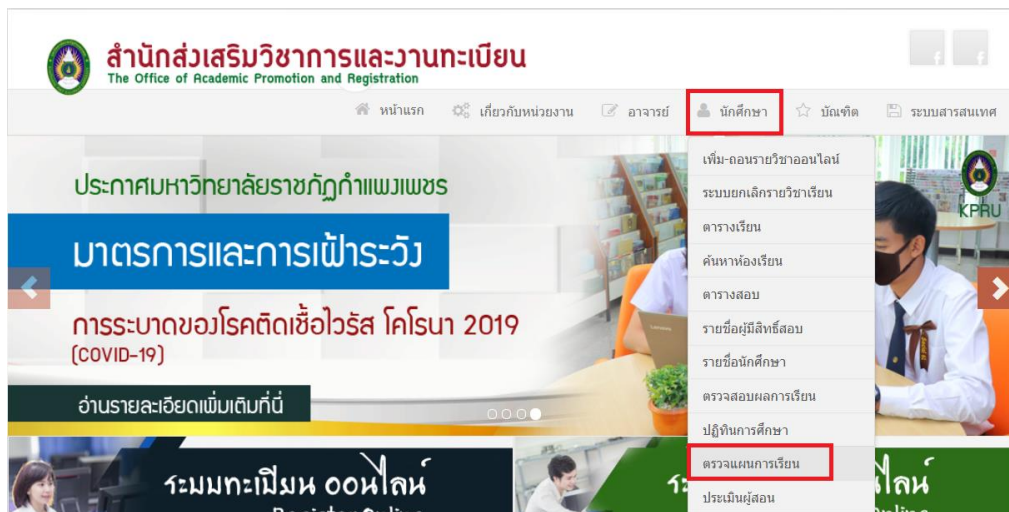 สำนักส่งเสริมวิชาการและงานทะเบียน
The Office of Academic Promotion and Registration
หน้าแรก เกี่ยวกับหน่วยงาน อาจารย์ นักศึกษา บัณฑิต ระบบสารสนเทศ
เพิ่ม-ถอนรายวิชาออนไลน์
ระบบยกเลิกรายวิชาเรียน
ตารางเรียน
ค้นหาห้องเรียน
ตารางสอบ
รายชื่อผู้มีสิทธิ์สอบ
รายชื่อนักศึกษา
ตรวจสอบผลการเรียน
ปฏิทินการศึกษา
ตรวจแผนการเรียน
ประเมินผู้สอน
ประกาศมหาวิทยาลัยราชภัฏกำแพงเพชร
มาตรการและการเฝ้าระวัง
การระบาดของโรคติดเชื้อไวรัส โคโรนา 2019
(COVID-19)
อ่านรายละเอียดเพิ่มเติมที่นี่
KPRU
ระบบทะเบียน ออนไลน์